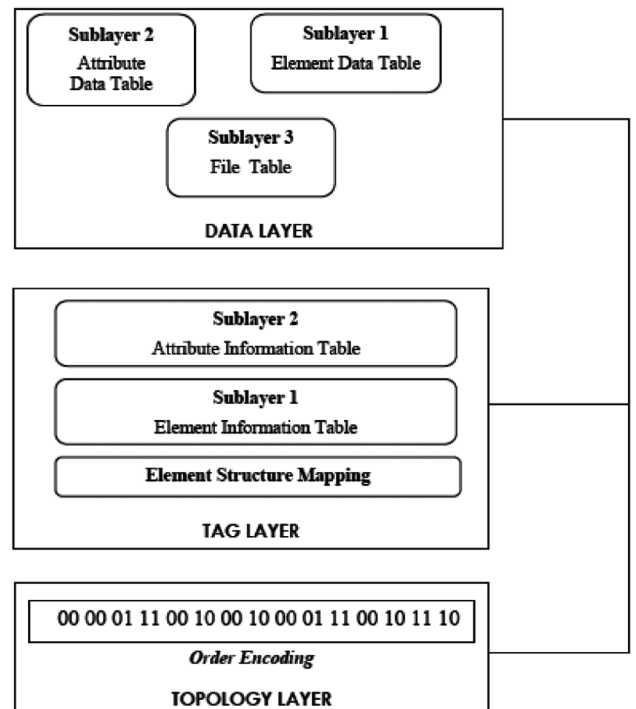 Sublayer 2
Attribute
Data Table
Sublayer 1
Element Data Table
Sublayer 3
File Table
DATA LAYER
Sublayer 2
Attribute Information Table
Sublayer 1
Element Information Table
Element Structure Mapping
TAG LAYER
00 00 01 11 00 10 00 10 00 01 11 00 10 11 10
Order Encoding
TOPOLOGY LAYER